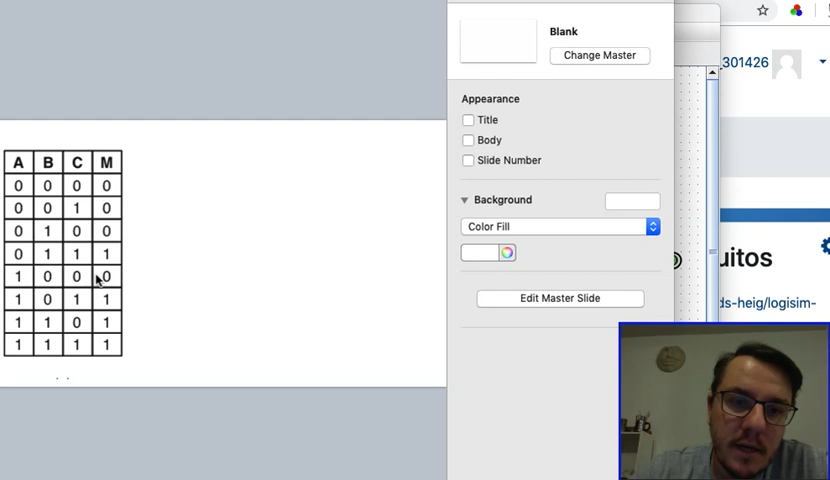 A B C M
0 0 0 0
0 0 1 0
0 1 0 0
0 1 1 1
1 0 0 0
1 0 1 1
1 1 0 1
1 1 1 1
Blank
Change Master
Appearance
Title
Body
Slide Number
Background
Color Fill
Edit Master Slide
_301426
uitos
ds-heig/logisim-